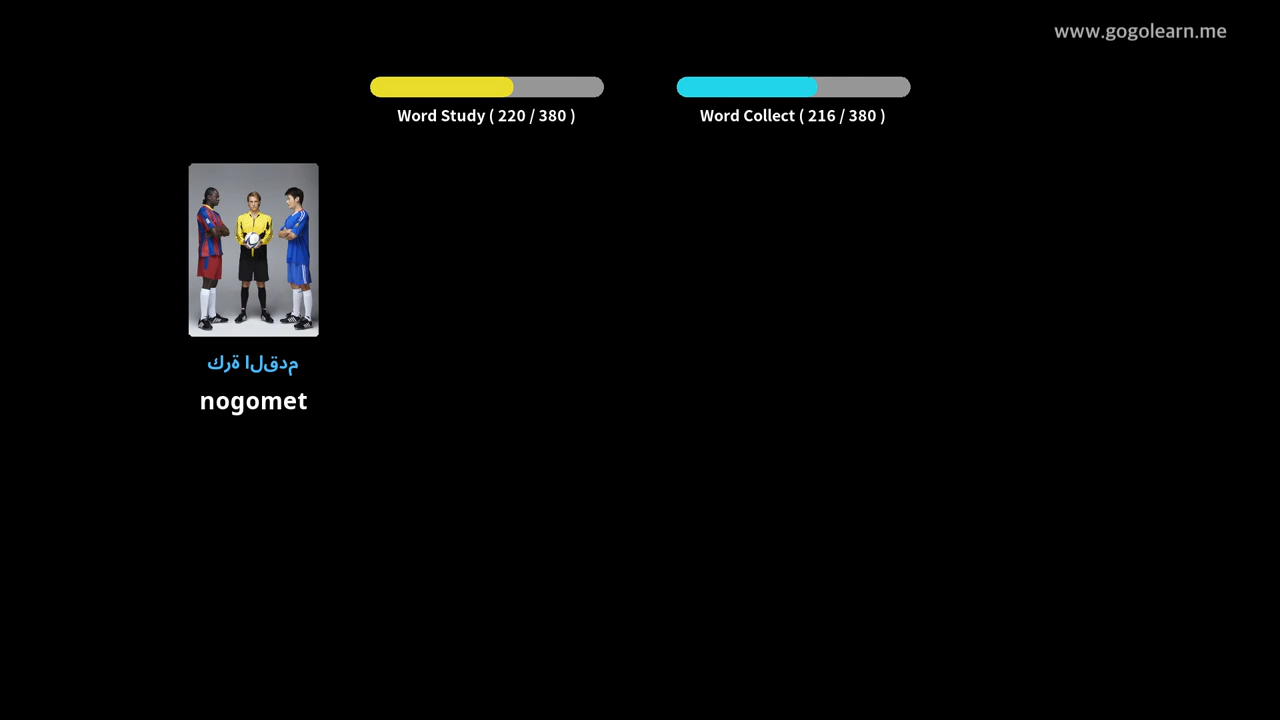 www.gogolearn.me
Word Study ( 220 / 380 )
Word Collect ( 216 / 380 )
كرة القدم
nogomet